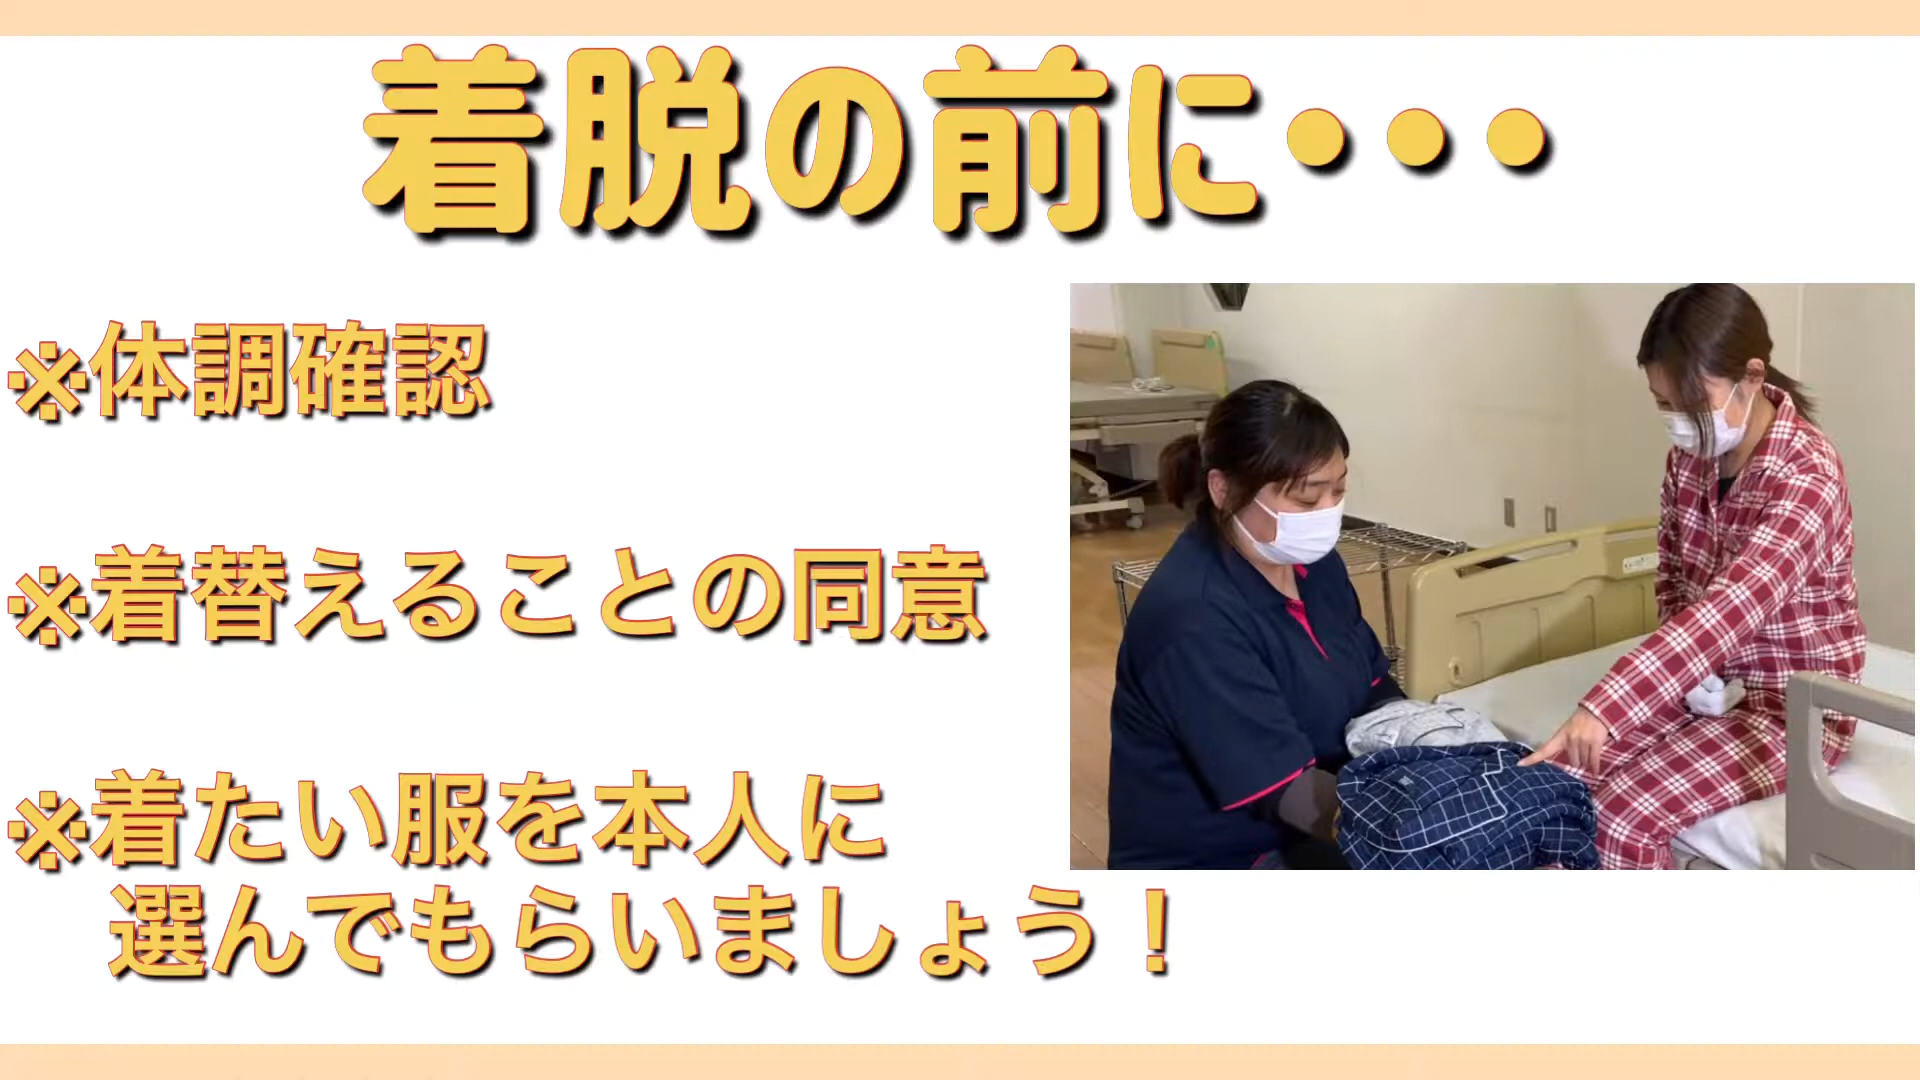 着脱の前に・・・
※体調確認
※着替えることの同意
※着たい服を本人に
選んでもらいましょう！